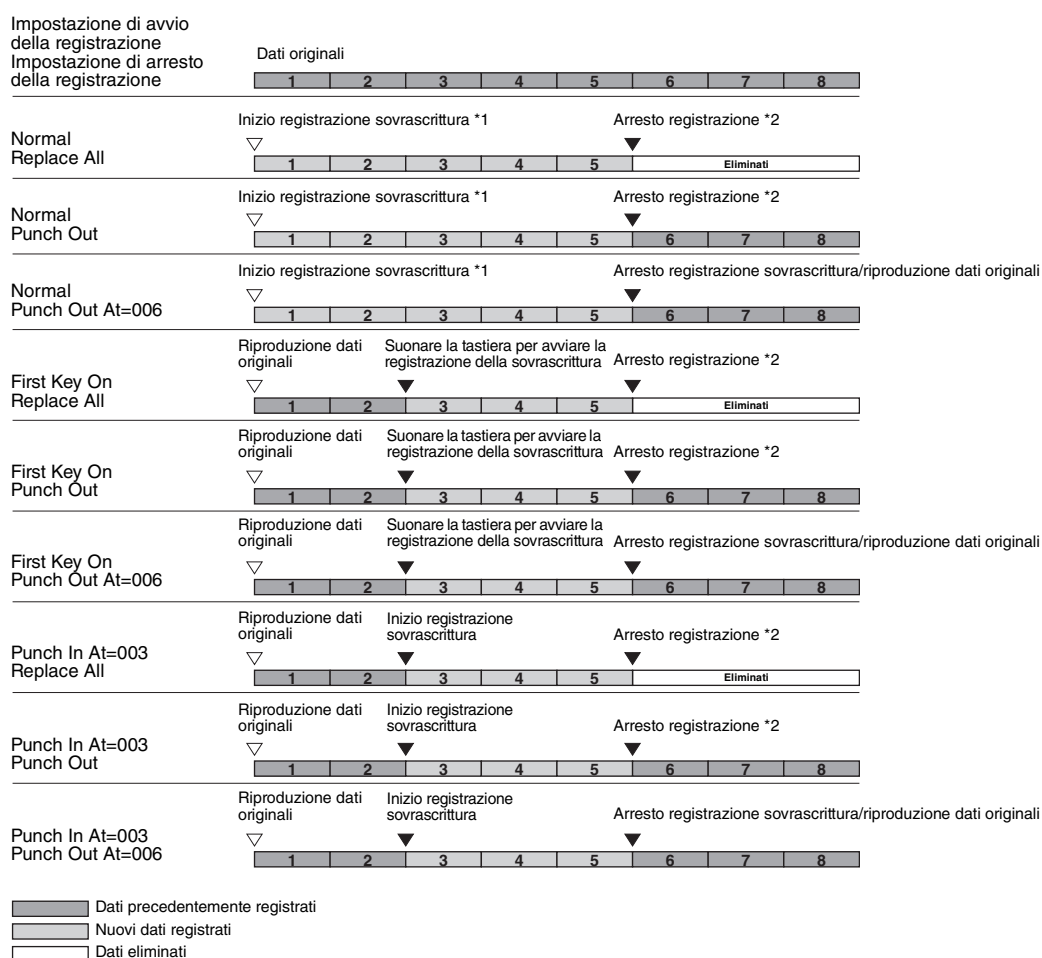 Impostazione di avvio
della registrazione
Impostazione di arresto
della registrazione
Dati originali
1 2 3 4 5 6 7 8
Normal
Replace All
Inizio registrazione sovrascrittura *1
Arresto registrazione *2
1 2 3 4 5 Eliminati
Normal
Punch Out
Inizio registrazione sovrascrittura *1
Arresto registrazione *2
1 2 3 4 5 6 7 8
Normal
Punch Out At=006
Inizio registrazione sovrascrittura *1
Arresto registrazione sovrascrittura/riproduzione dati originali
1 2 3 4 5 6 7 8
First Key On
Replace All
Riproduzione dati
originali
Suonare la tastiera per avviare la
registrazione della sovrascrittura
Arresto registrazione *2
1 2 3 4 5 Eliminati
First Key On
Punch Out
Riproduzione dati
originali
Suonare la tastiera per avviare la
registrazione della sovrascrittura
Arresto registrazione *2
1 2 3 4 5 6 7 8
First Key On
Punch Out At=006
Riproduzione dati
originali
Suonare la tastiera per avviare la
registrazione della sovrascrittura
Arresto registrazione sovrascrittura/riproduzione dati originali
1 2 3 4 5 6 7 8
Punch In At=003
Replace All
Riproduzione dati
originali
Inizio registrazione
sovrascrittura
Arresto registrazione *2
1 2 3 4 5 Eliminati
Punch In At=003
Punch Out
Riproduzione dati
originali
Inizio registrazione
sovrascrittura
Arresto registrazione *2
1 2 3 4 5 6 7 8
Punch In At=003
Punch Out At=006
Riproduzione dati
originali
Inizio registrazione
sovrascrittura
Arresto registrazione sovrascrittura/riproduzione dati originali
1 2 3 4 5 6 7 8
Dati precedentemente registrati
Nuovi dati registrati
Dati eliminati